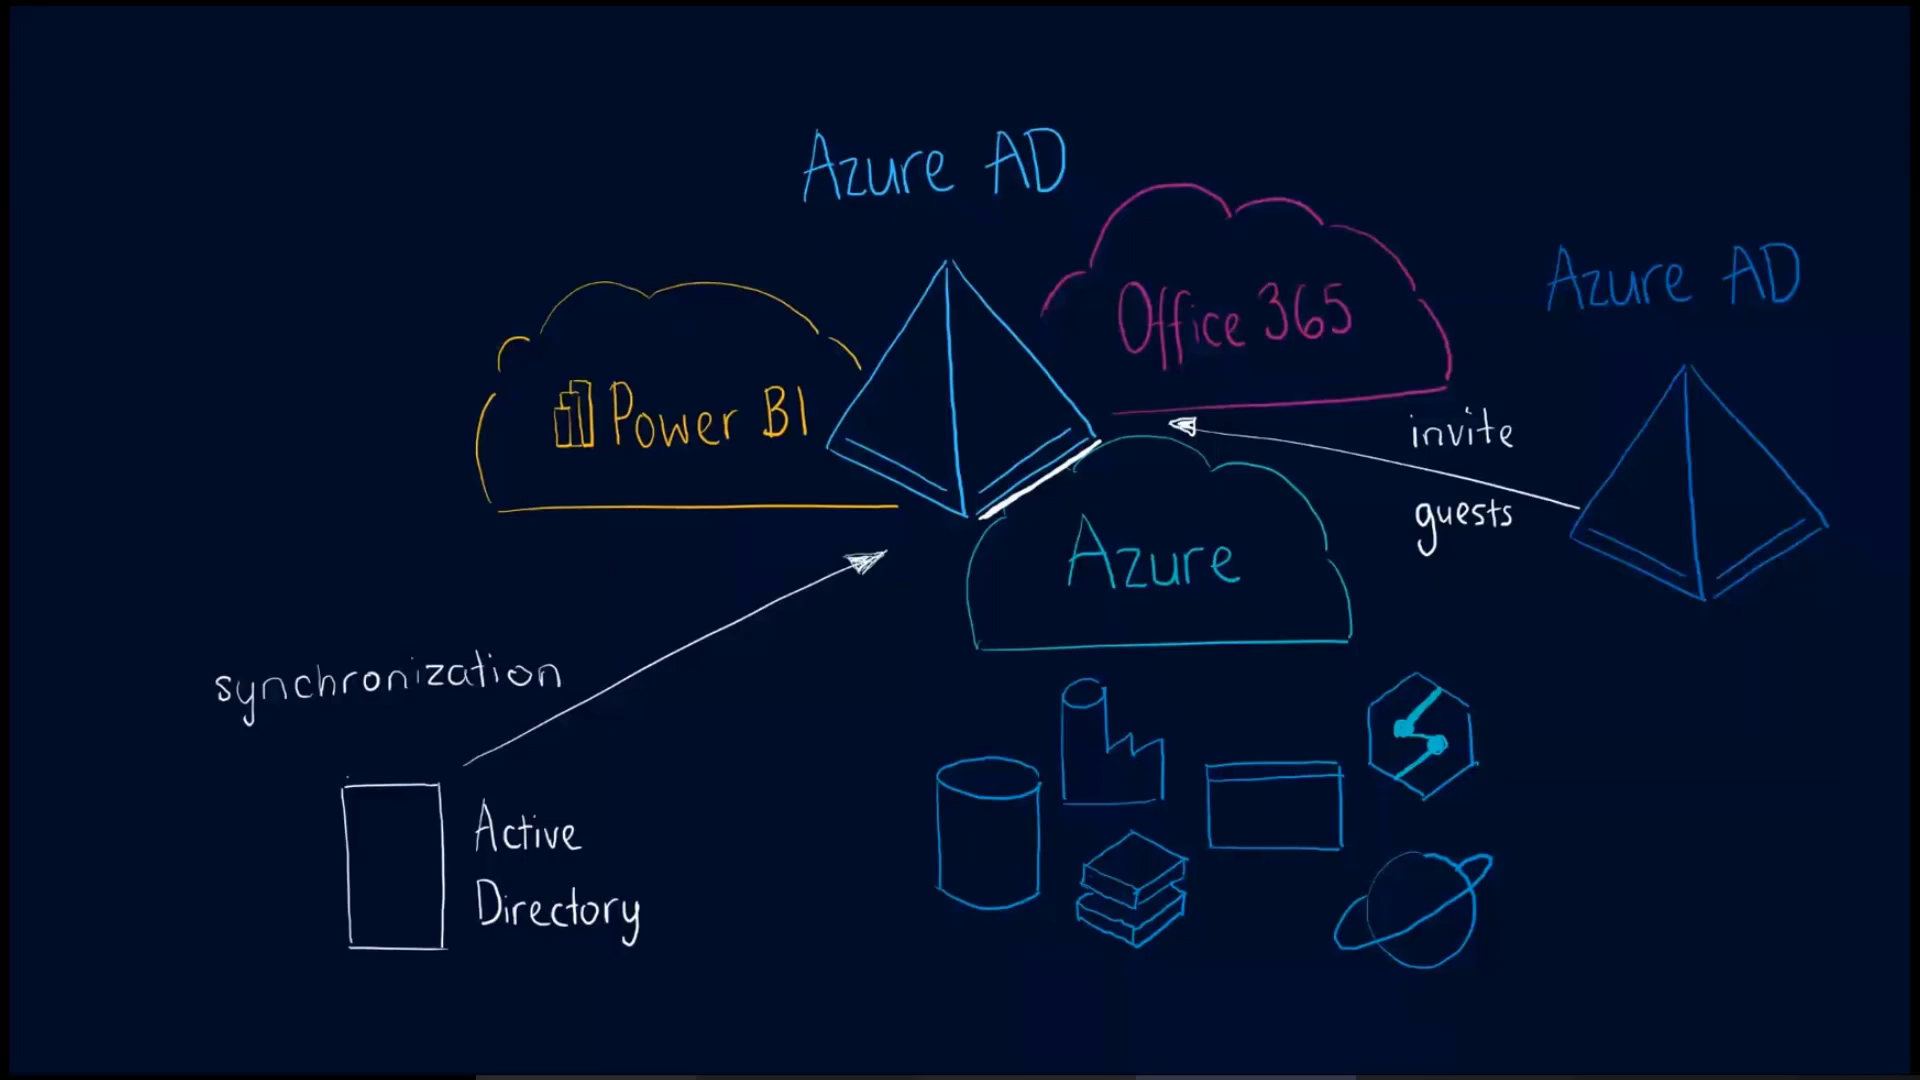 Azure AD
Office 365
Azure AD
Power BI
invite
guests
Azure
synchronization
Active
Directory